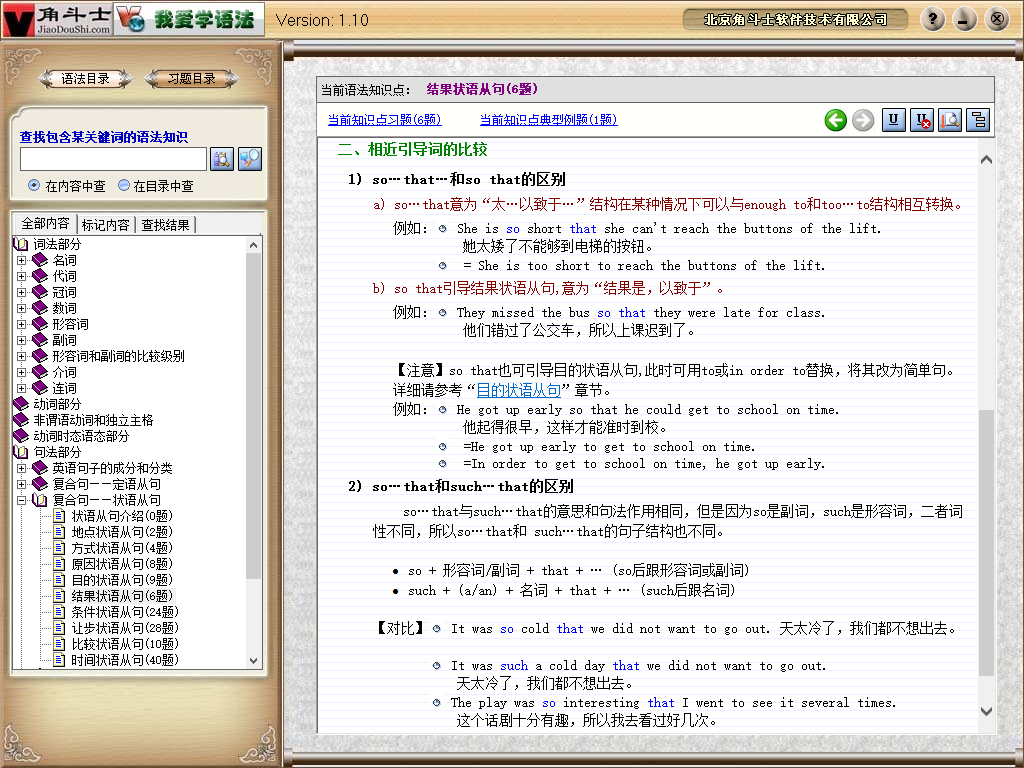 角斗士
JiaoDouShi.com
我爱学语法
Version: 1.10
北京角斗士软件技术有限公司
?
语法目录
习题目录
查找包含某关键词的语法知识
在内容中查
在目录中查
全部内容
标记内容
查找结果
词法部分
名词
代词
冠词
数词
形容词
副词
形容词和副词的比较级别
介词
连词
动词部分
非谓语动词和独立主格
动词时态语态部分
句法部分
英语句子的成分和分类
复合句——定语从句
复合句——状语从句
状语从句介绍(0题)
地点状语从句(2题)
方式状语从句(4题)
原因状语从句(8题)
目的状语从句(9题)
结果状语从句(6题)
条件状语从句(24题)
让步状语从句(28题)
比较状语从句(10题)
时间状语从句(40题)
当前语法知识点: 结果状语从句(6题)
当前知识点习题(6题)
当前知识点典型例题(1题)
U
U
二、相近引导词的比较
1) so…that…和so that的区别
a) so…that意为“太…以致于…”结构在某种情况下可以与enough to和too…to结构相互转换。
例如: She is so short that she can't reach the buttons of the lift.
她太矮了不能够到电梯的按钮。
= She is too short to reach the buttons of the lift.
b) so that引导结果状语从句,意为“结果是，以致于”。
例如: They missed the bus so that they were late for class.
他们错过了公交车，所以上课迟到了。
【注意】so that也可引导目的状语从句,此时可用to或in order to替换，将其改为简单句。
详细请参考“目的状语从句”章节。
例如: He got up early so that he could get to school on time.
他起得很早，这样才能准时到校。
=He got up early to get to school on time.
=In order to get to school on time, he got up early.
2) so…that和such…that的区别
so…that与such…that的意思和句法作用相同，但是因为so是副词，such是形容词，二者词
性不同，所以so…that和 such…that的句子结构也不同。
• so + 形容词/副词 + that + … (so后跟形容词或副词)
• such + (a/an) + 名词 + that + … (such后跟名词)
【对比】 It was so cold that we did not want to go out. 天太冷了，我们都不想出去。
It was such a cold day that we did not want to go out.
天太冷了，我们都不想出去。
The play was so interesting that I went to see it several times.
这个话剧十分有趣，所以我去看过好几次。